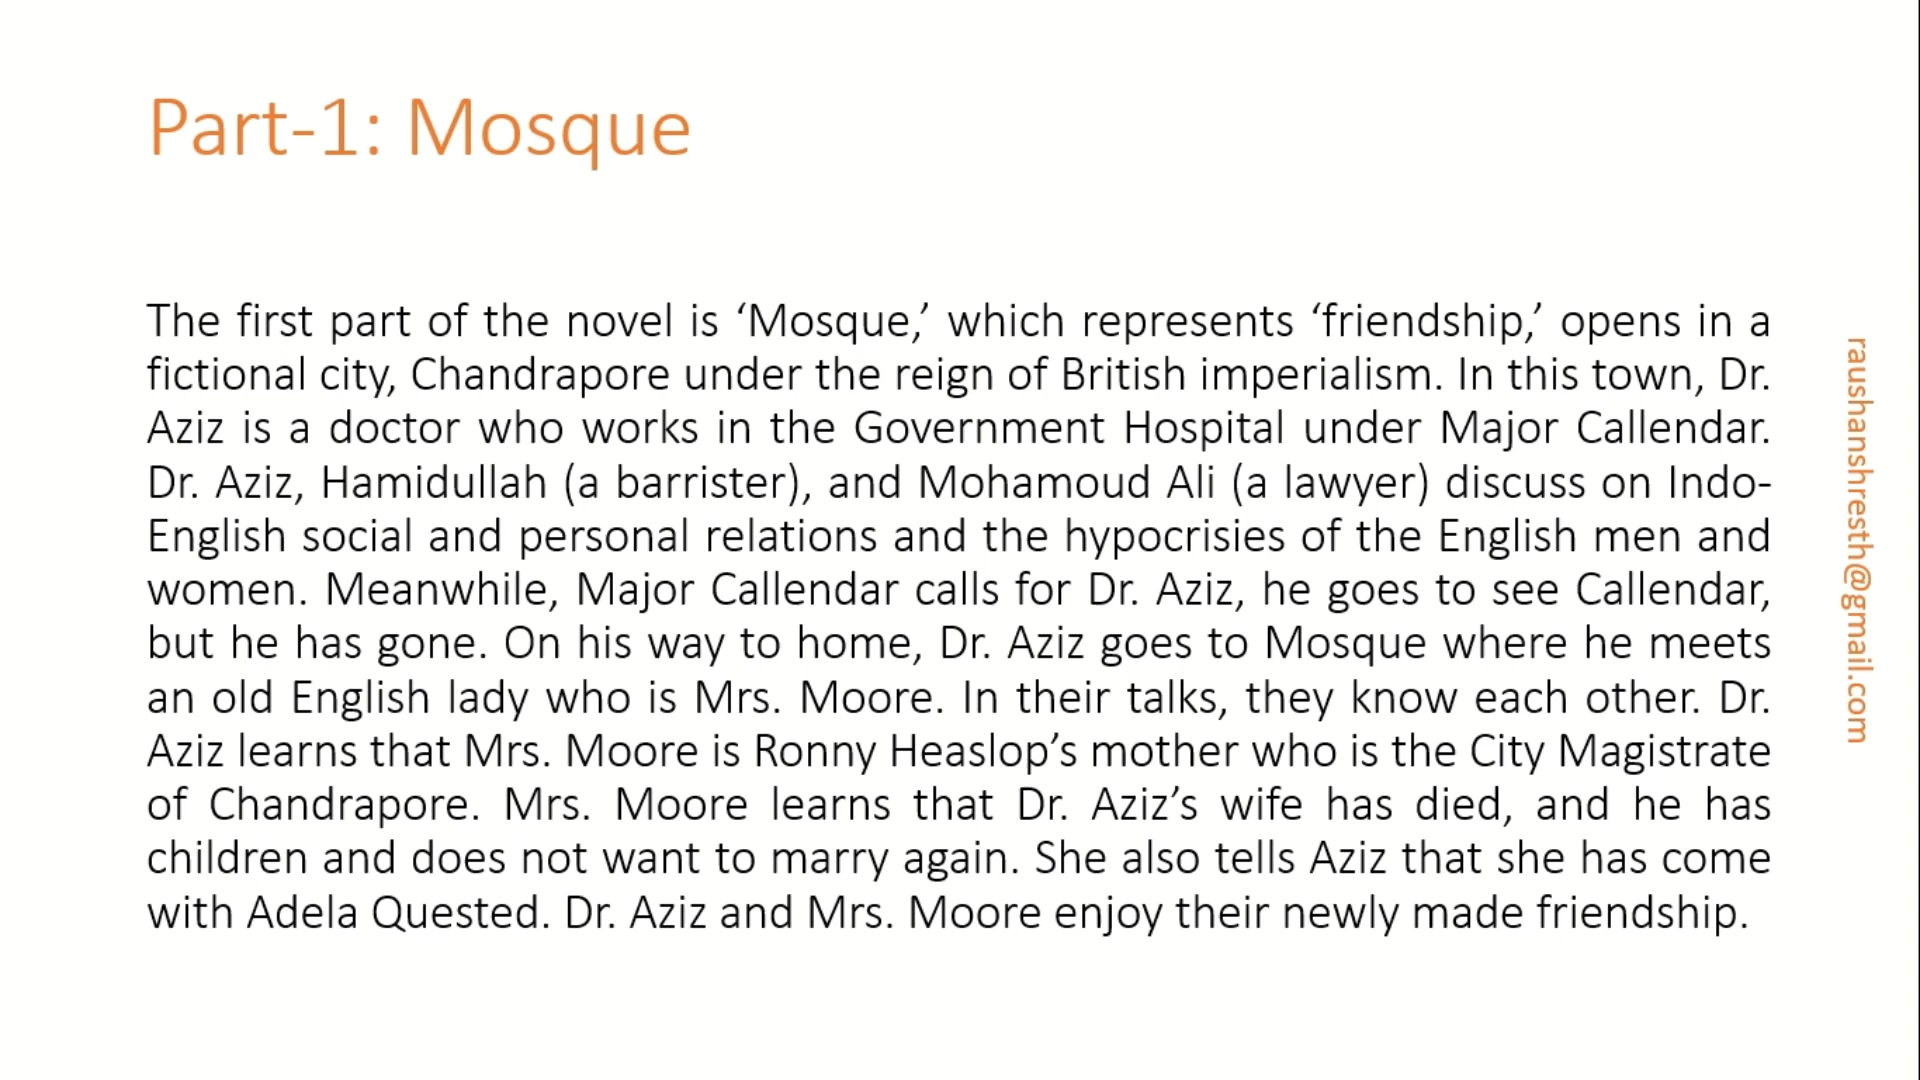 Part-1: Mosque
The first part of the novel is ‘Mosque,’ which represents ‘friendship,’ opens in a
fictional city, Chandrapore under the reign of British imperialism. In this town, Dr.
Aziz is a doctor who works in the Government Hospital under Major Callendar.
Dr. Aziz, Hamidullah (a barrister), and Mohamoud Ali (a lawyer) discuss on Indo-
English social and personal relations and the hypocrisies of the English men and
women. Meanwhile, Major Callendar calls for Dr. Aziz, he goes to see Callendar,
but he has gone. On his way to home, Dr. Aziz goes to Mosque where he meets
an old English lady who is Mrs. Moore. In their talks, they know each other. Dr.
Aziz learns that Mrs. Moore is Ronny Heaslop’s mother who is the City Magistrate
of Chandrapore. Mrs. Moore learns that Dr. Aziz’s wife has died, and he has
children and does not want to marry again. She also tells Aziz that she has come
with Adela Quested. Dr. Aziz and Mrs. Moore enjoy their newly made friendship.
raushanshresth@gmail.com